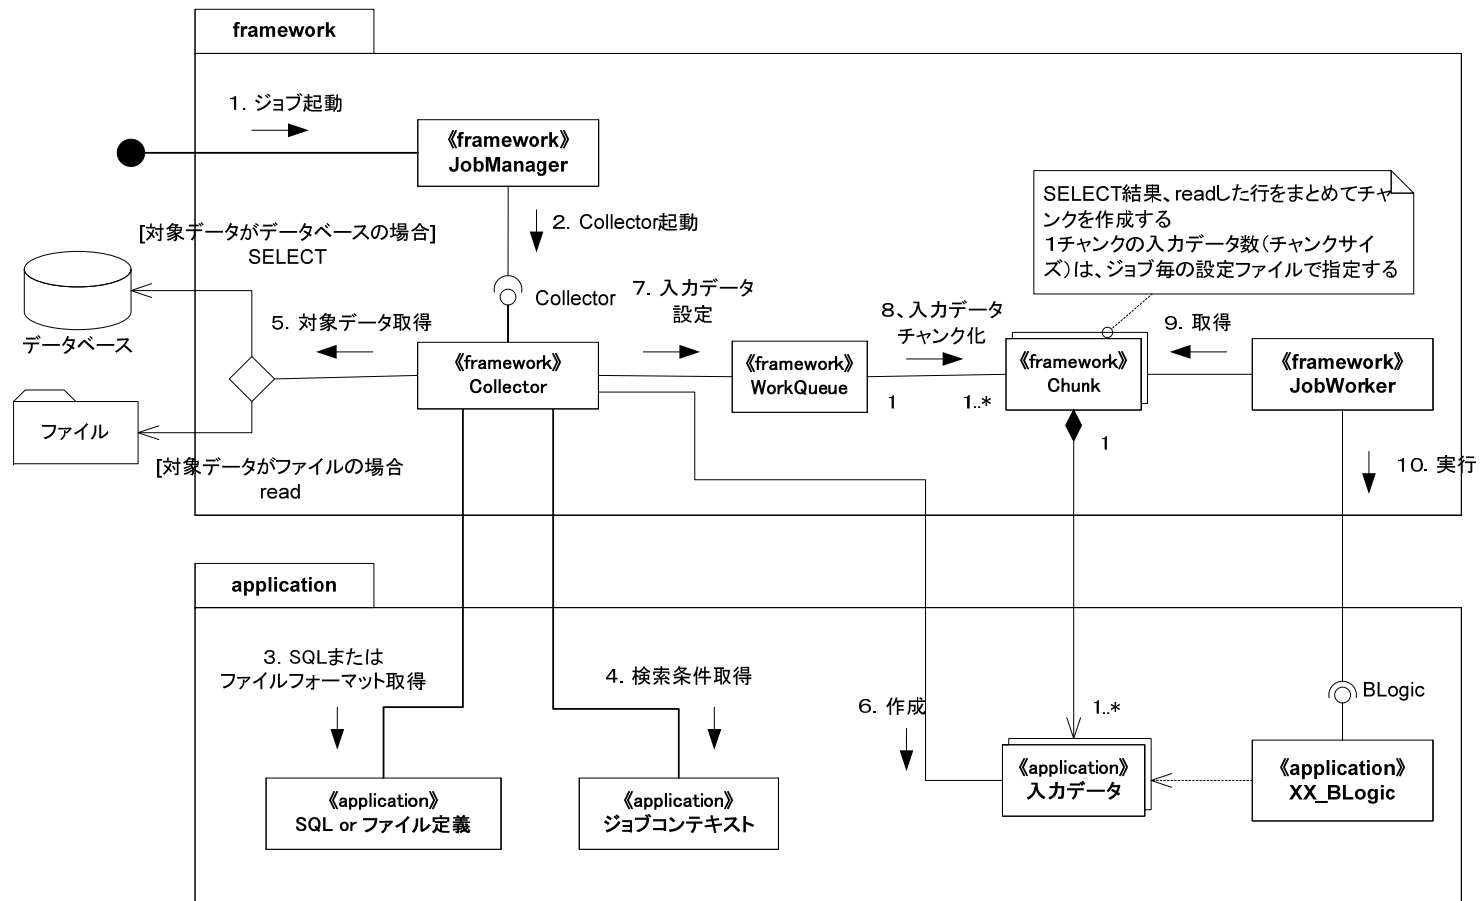 framework
1. ジョブ起動
《framework》
JobManager
SELECT結果、readした行をまとめてチャ
ンクを作成する
1チャンクの入力データ数（チャンクサイ
ズ）は、ジョブ毎の設定ファイルで指定する
2. Collector起動
[対象データがデータベースの場合]
SELECT
Collector
7. 入力データ
設定
8、入力データ
チャンク化
9. 取得
5. 対象データ取得
データベース
《framework》
Collector
《framework》
WorkQueue
《framework》
Chunk
《framework》
JobWorker
1
1..*
1
ファイル
[対象データがファイルの場合
read
10. 実行
application
3. SQLまたは
ファイルフォーマット取得
4. 検索条件取得
6. 作成
1..*
BLogic
《application》
SQL or ファイル定義
《application》
ジョブコンテキスト
《application》
入力データ
《application》
XX_BLogic